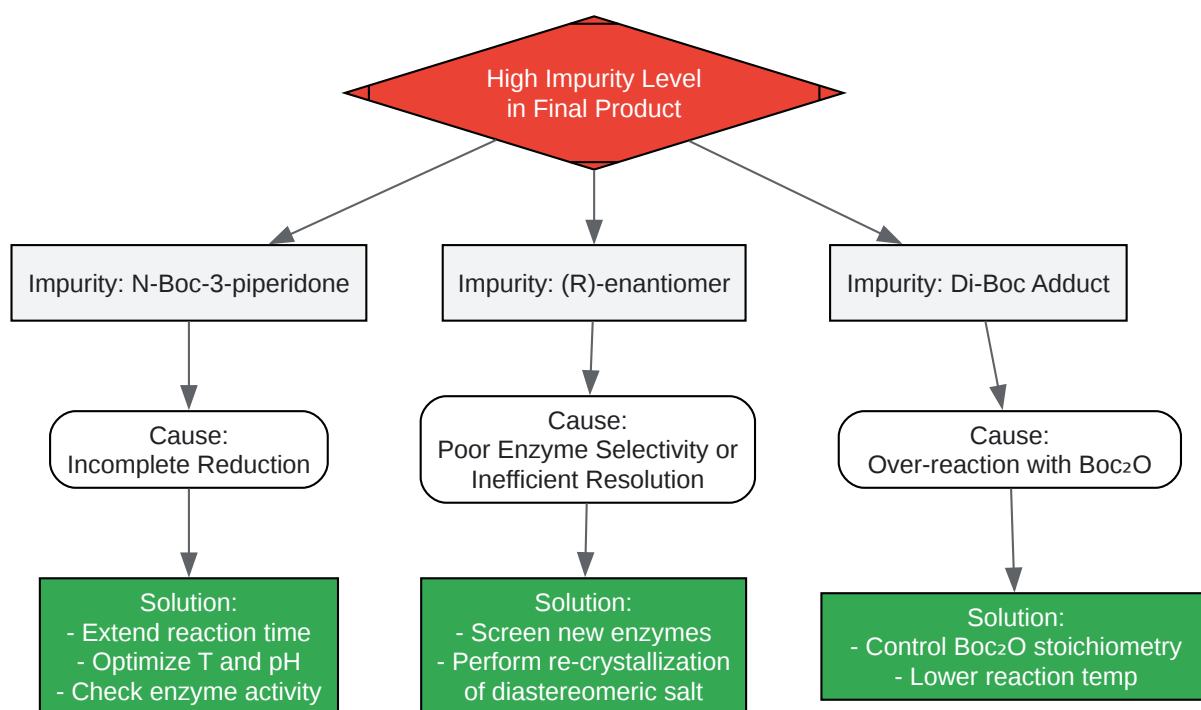 High Impurity Level
in Final Product
Impurity: N-Boc-3-piperidone
Impurity: (R)-enantiomer
Impurity: Di-Boc Adduct
Cause:
Incomplete Reduction
Cause:
Poor Enzyme Selectivity or
Inefficient Resolution
Cause:
Over-reaction with Boc₂O
Solution:
- Extend reaction time
- Optimize T and pH
- Check enzyme activity
Solution:
- Screen new enzymes
- Perform re-crystallization
of diastereomeric salt
Solution:
- Control Boc₂O stoichiometry
- Lower reaction temp